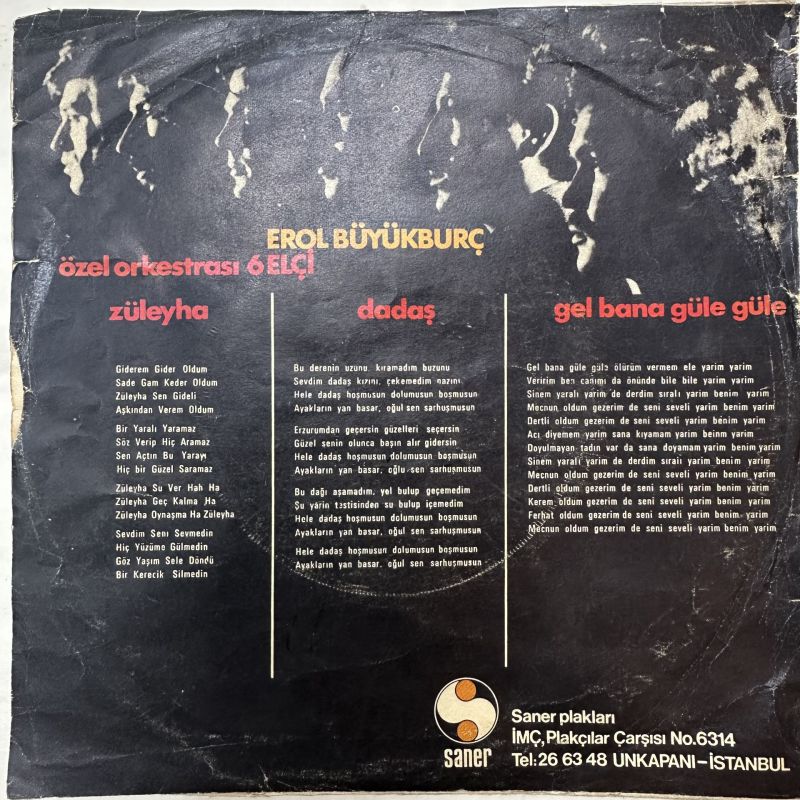 EROL BÜYÜKBURÇ
özel orkestrası 6 ELÇİ
züleyha
Giderem Gider Oldum
Sade Gam Keder Oldum
Züleyha Sen Gideli
Aşkından Verem Oldum
Bir Yaralı Yaramaz
Söz Verip Hiç Aramaz
Sen Açtın Bu Yarayı
Hiç bir Güzel Saramaz
Züleyha Su Ver Hah Ha
Züleyha Geç Kalma Ha
Züleyha Oynaşma Ha Züleyha
Sevdim Seni Sevmedin
Hiç Yüzüme Gülmedin
Göz Yaşım Sele Döndü
Bir Kerecik Silmedin
dadaş
Bu derenin uzunu, kıramadım buzunu
Sevdim dadaş kızını, çekemedim nazını
Hele dadaş hoşmusun dolumusun boşmusun
Ayakların yan basar, oğul sen sarhuşmusun
Erzurumdan geçersin güzelleri seçersin
Güzel senin olunca başın alır gidersin
Hele dadaş hoşmusun dolumusun boşmusun
Ayakların yan basar, oğlu sen sarhuşmusun
Bu dağı aşamadım, yol bulup geçemedim
Şu yarin testisinden su bulup içemedim
Hele dadaş hoşmusun dolumusun boşmusun
Ayakların yan basar, oğul sen sarhuşmusun
Hele dadaş hoşmusun dolumusun boşmusun
Ayakların yan basar, oğul sen sarhuşmusun
gel bana güle güle
Gel bana güle güle ölürüm vermem ele yarim yarim
Veririm ben canımı da önünde bile bile yarim yarim
Sinem yaralı yarim de derdim sıralı yarim benim yarim
Mecnun oldum gezerim de seni seveli yarim benim yarim
Dertli oldum gezerim de seni seveli yarim benim yarim
Acı diyemem yarim sana kıyamam yarim beinm yarim
Doyulmayan tadın var da sana doyamam yarim benim yarim
Sinem yaralı yarim de derdim sıralı yarim benim yarim
Mecnun oldum gezerim de seni seveli yarim benim yarim
Dertli oldum gezerim de seni seveli yarim benim yarim
Kerem oldum gezerim de seni seveli yarim benim yarim
Ferhat oldum gezerim de seni seveli yarim benim yarim
Mecnun oldum gezerim de seni seveli yarim benim yarim
saner
Saner plakları
İMÇ, Plakçılar Çarşısı No.6314
Tel: 26 63 48 UNKAPANI-İSTANBUL